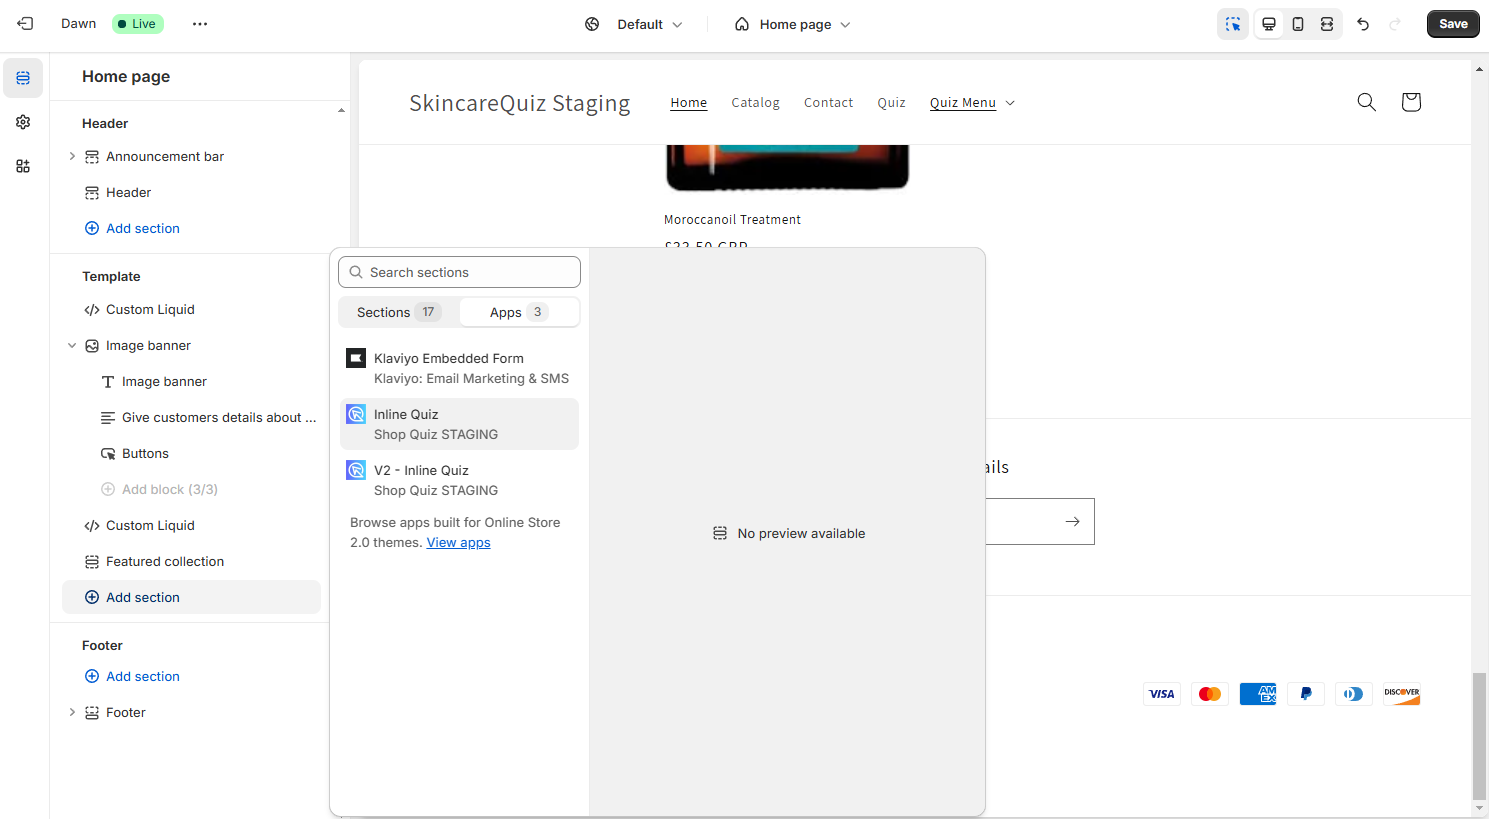 Dawn
Live
Default
Home page
Save
Home page
Header
Announcement bar
Header
Add section
Template
Custom Liquid
Image banner
Image banner
Give customers details about ...
Buttons
Add block (3/3)
Custom Liquid
Featured collection
Add section
Footer
Add section
Footer
SkincareQuiz Staging
Home
Catalog
Contact
Quiz
Quiz Menu
Moroccanoil Treatment
Search sections
Sections 17
Apps 3
Klaviyo Embedded Form
Klaviyo: Email Marketing & SMS
Inline Quiz
Shop Quiz STAGING
V2 - Inline Quiz
Shop Quiz STAGING
Browse apps built for Online Store
2.0 themes. View apps
No preview available
VISA
AM
EX
DISCOVER